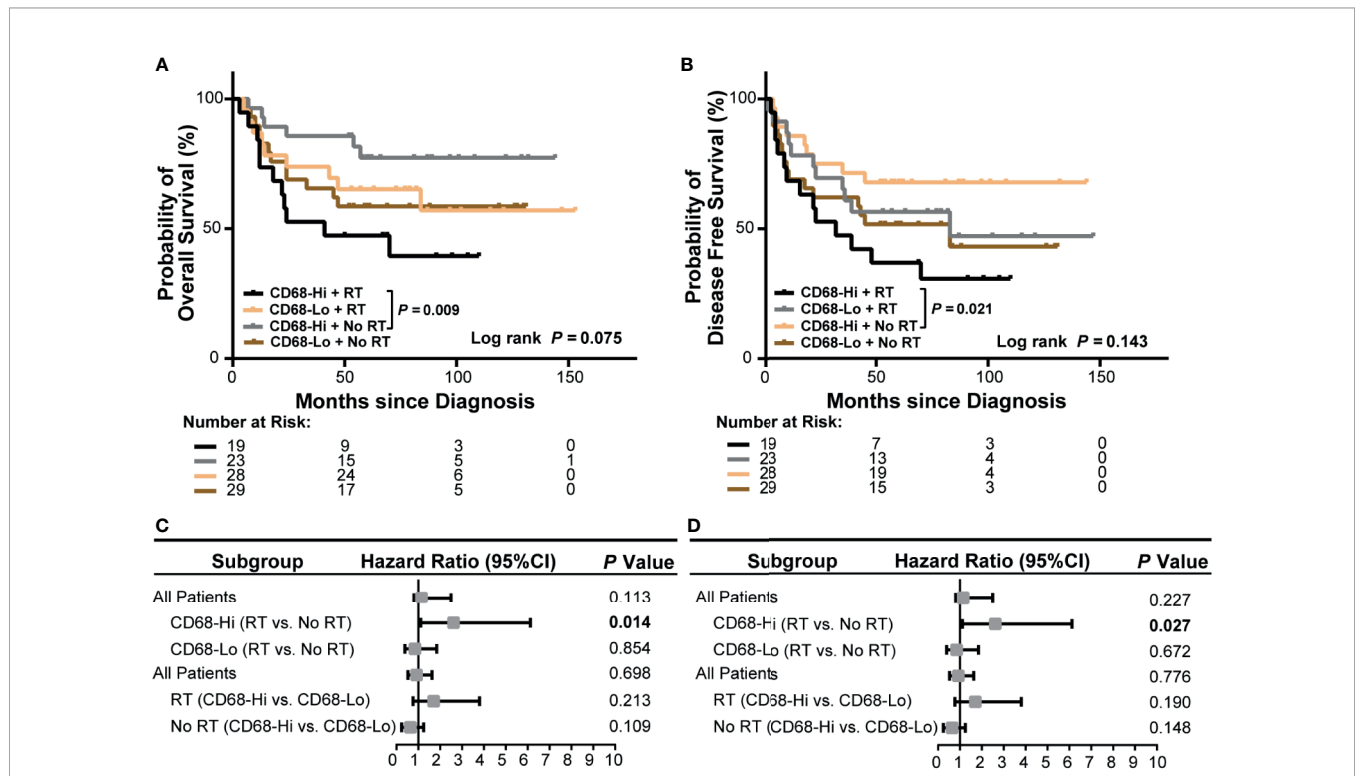 A
Probability of
Overall Survival (%)
100
50
0
CD68-Hi + RT
CD68-Lo + RT
CD68-Hi + No RT
CD68-Lo + No RT
P = 0.009
Log rank P = 0.075
0 50 100 150
Months since Diagnosis
Number at Risk:
19 9 3 0
23 15 5 1
28 24 6 0
29 17 5 0
B
Probability of
Disease Free Survival (%)
100
50
0
CD68-Hi + RT
CD68-Lo + RT
CD68-Hi + No RT
CD68-Lo + No RT
P = 0.021
Log rank P = 0.143
0 50 100 150
Months since Diagnosis
Number at Risk:
19 7 3 0
23 13 4 0
28 19 4 0
29 15 3 0
C
Subgroup Hazard Ratio (95%CI) P Value
All Patients 0.113
CD68-Hi (RT vs. No RT) 0.014
CD68-Lo (RT vs. No RT) 0.854
All Patients 0.698
RT (CD68-Hi vs. CD68-Lo) 0.213
No RT (CD68-Hi vs. CD68-Lo) 0.109
0 1 2 3 4 5 6 7 8 9 10
D
Subgroup Hazard Ratio (95%CI) P Value
All Patients 0.227
CD68-Hi (RT vs. No RT) 0.027
CD68-Lo (RT vs. No RT) 0.672
All Patients 0.776
RT (CD68-Hi vs. CD68-Lo) 0.190
No RT (CD68-Hi vs. CD68-Lo) 0.148
0 1 2 3 4 5 6 7 8 9 10